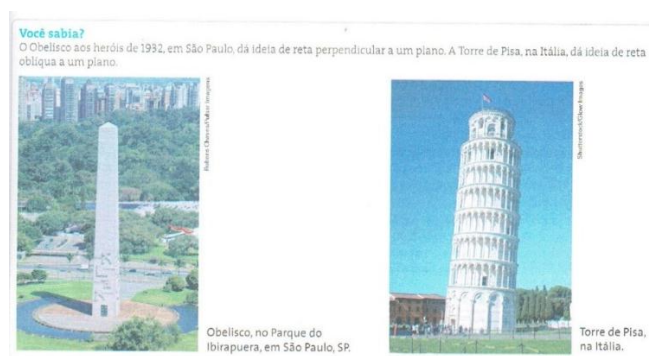 Você sabia?
O Obelisco aos heróis de 1932, em São Paulo, dá ideia de reta perpendicular a um plano. A Torre de Pisa, na Itália, dá ideia de reta
oblíqua a um plano.
Obelisco, no Parque do
Ibirapuera, em São Paulo, SP.
Torre de Pisa,
na Itália.